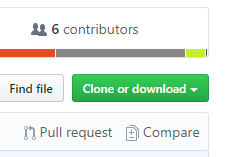 6 contributors
Find file Clone or download
Pull request Compare